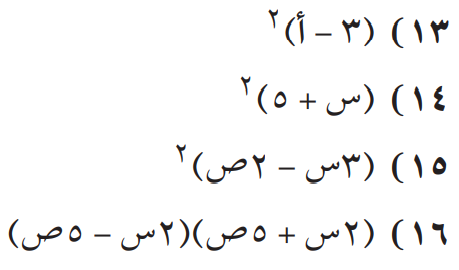 ١٣) (٣ – أ)٢
١٤) (س + ٥)٢
١٥) (٣س – ٢ص)٢
١٦) (٢س + ٥ص)(٢س – ٥ص)